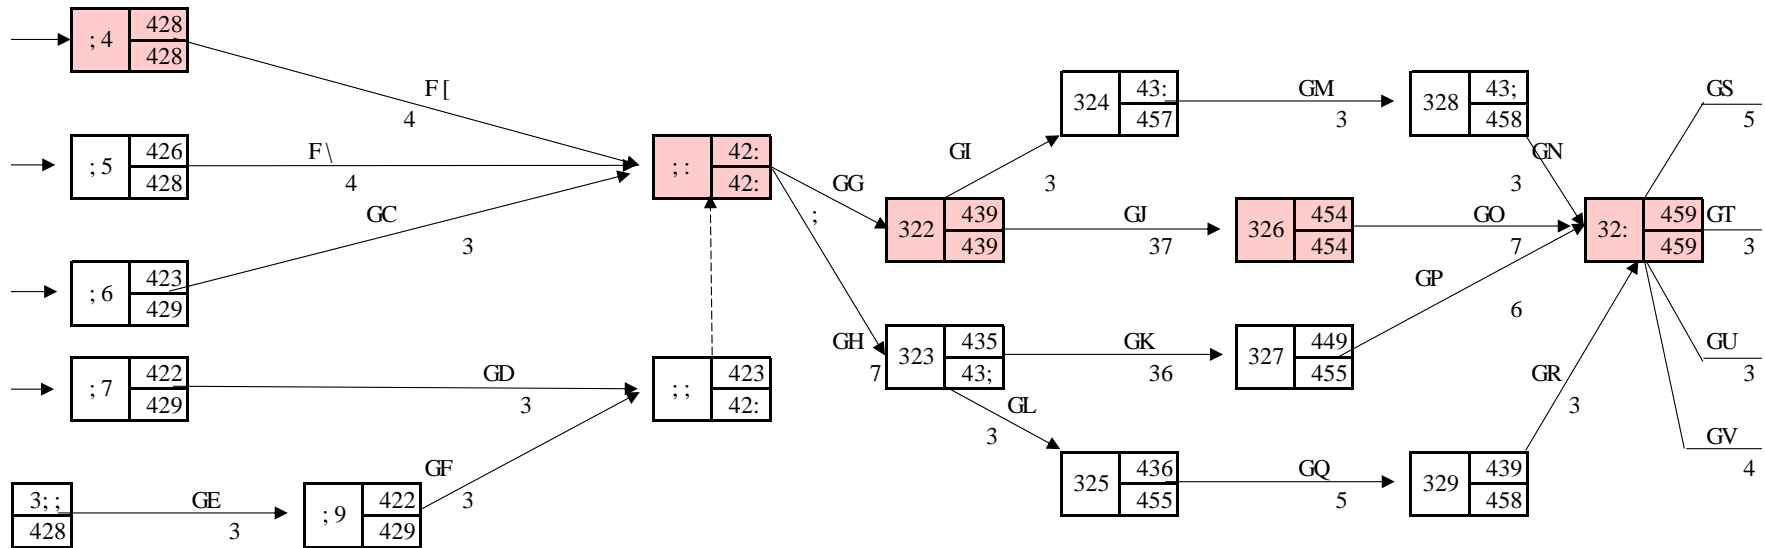 ; 4 428 428
F [
4
; 5 426 428
F \
4
; : 42: 42:
GC
3
; 6 423 429
; 7 422 429
GD
3
; ; 423 42:
3; ; 428
GE
3
; 9 422 429
GF
3
GG
;
GH
7
322 439 439
GI
3
324 43: 457
GM
3
328 43; 458
GN
3
GJ
37
326 454 454
GO
7
32: 459 459
323 435 43;
GK
36
327 449 455
GP
6
GL
3
325 436 455
GQ
5
329 439 458
GR
3
GS
5
GT
3
GU
3
GV
4